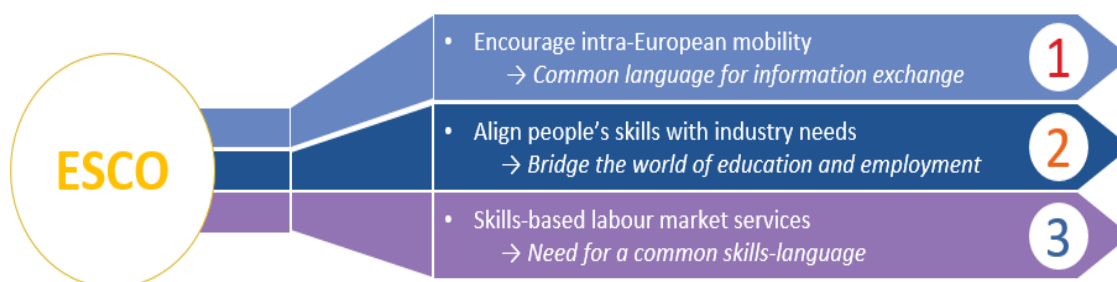 ESCO
• Encourage intra-European mobility
→ Common language for information exchange
1
• Align people's skills with industry needs
→ Bridge the world of education and employment
2
• Skills-based labour market services
→ Need for a common skills-language
3